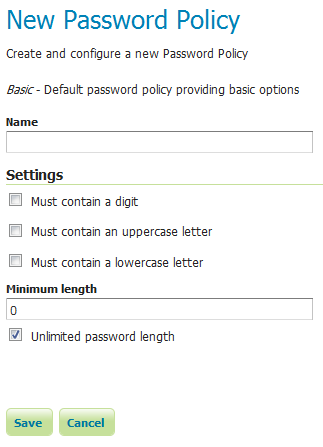 New Password Policy
Create and configure a new Password Policy
Basic - Default password policy providing basic options
Name
Settings
Must contain a digit
Must contain an uppercase letter
Must contain a lowercase letter
Minimum length
0
Unlimited password length
Save Cancel